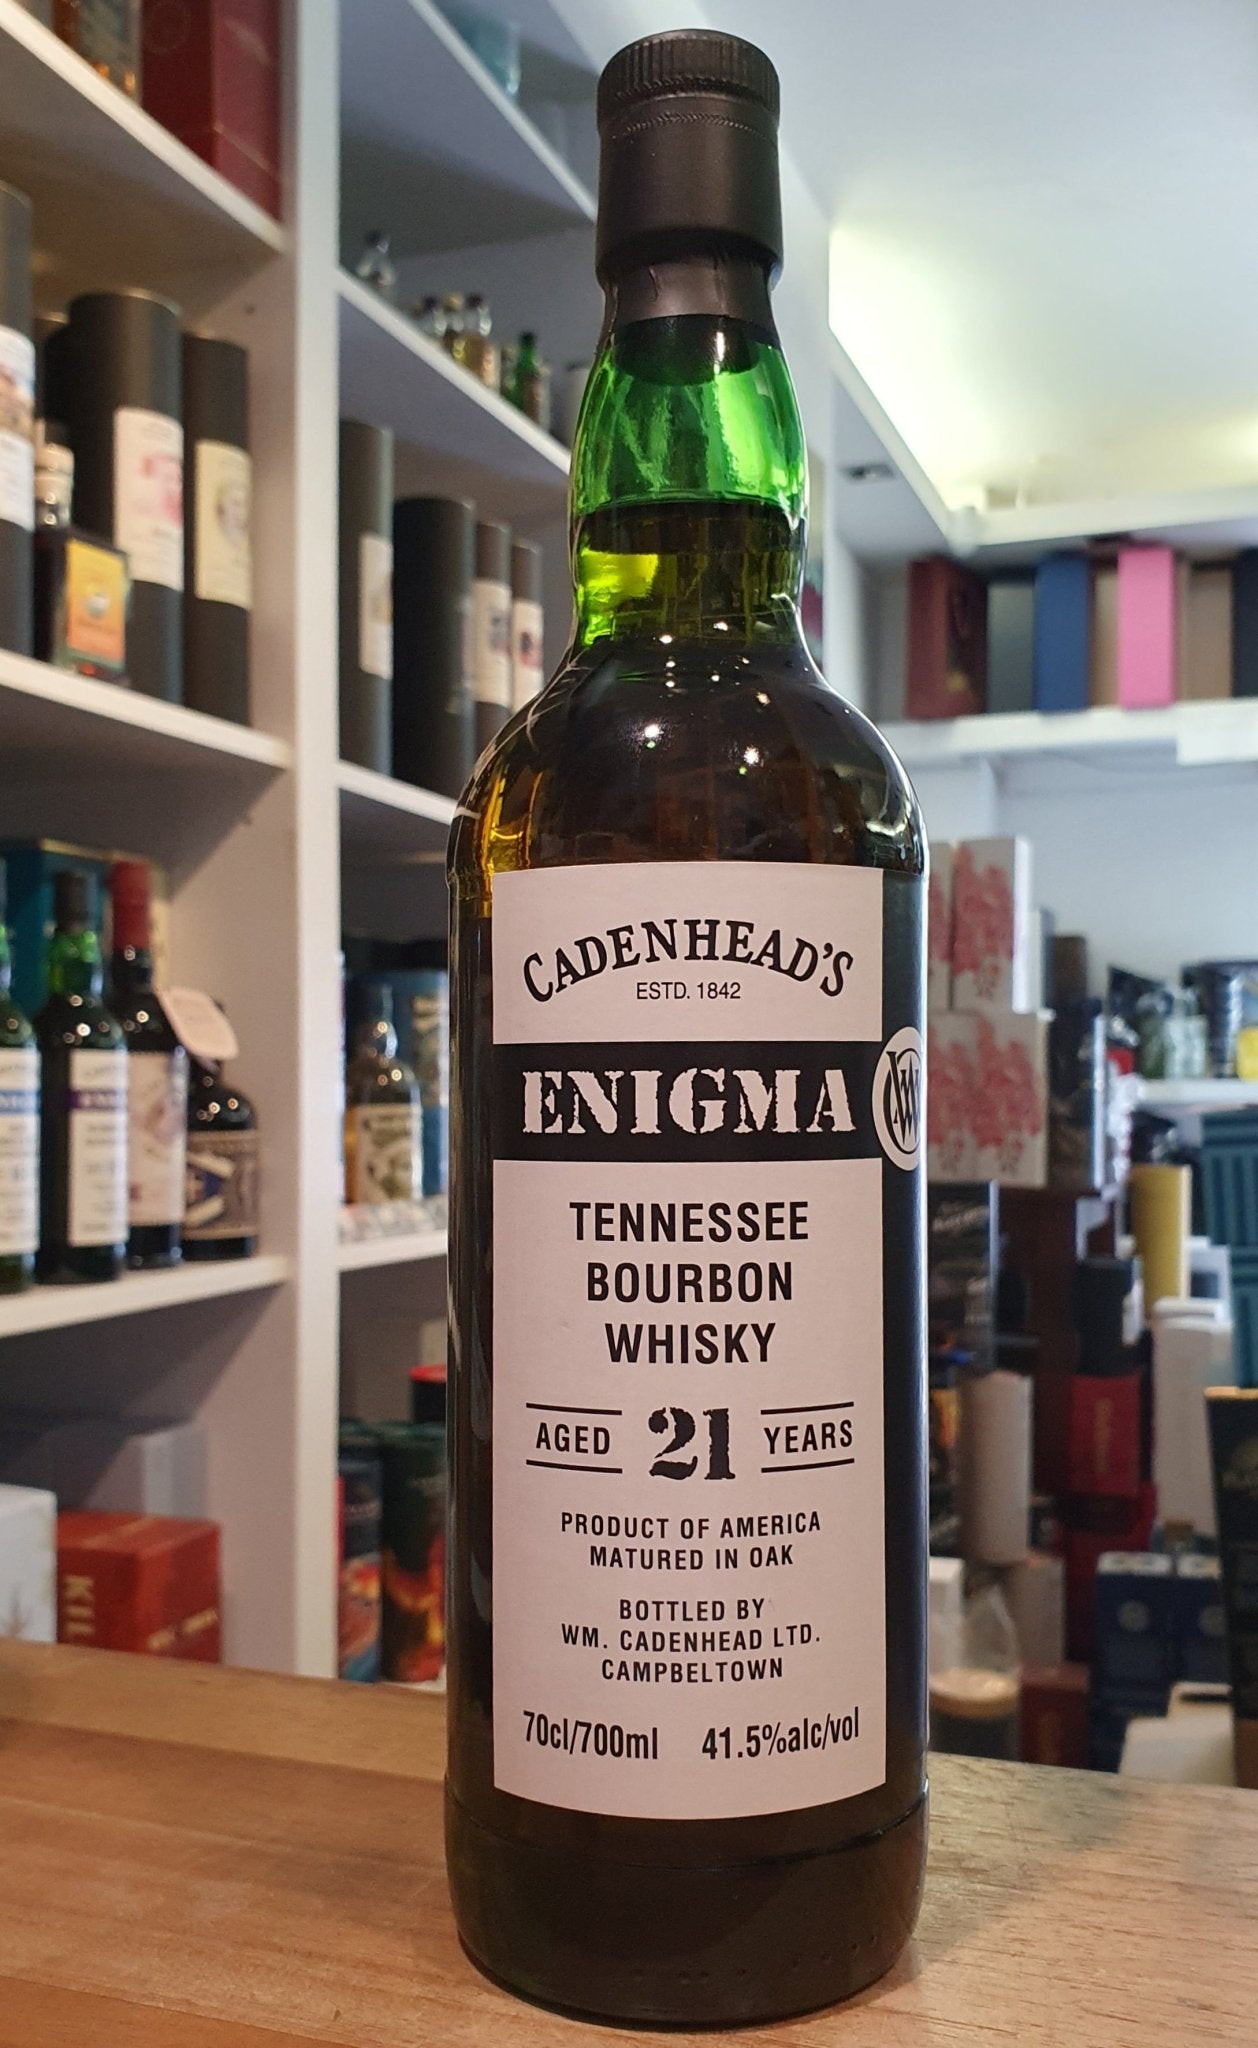 CADENHEAD'S
ESTD. 1842
ENIGMA
TENNESSEE
BOURBON
WHISKY
AGED 21 YEARS
PRODUCT OF AMERICA
MATURED IN OAK
BOTTLED BY
WM. CADENHEAD LTD.
CAMPBELTOWN
70cl/700ml 41.5%alc/vol